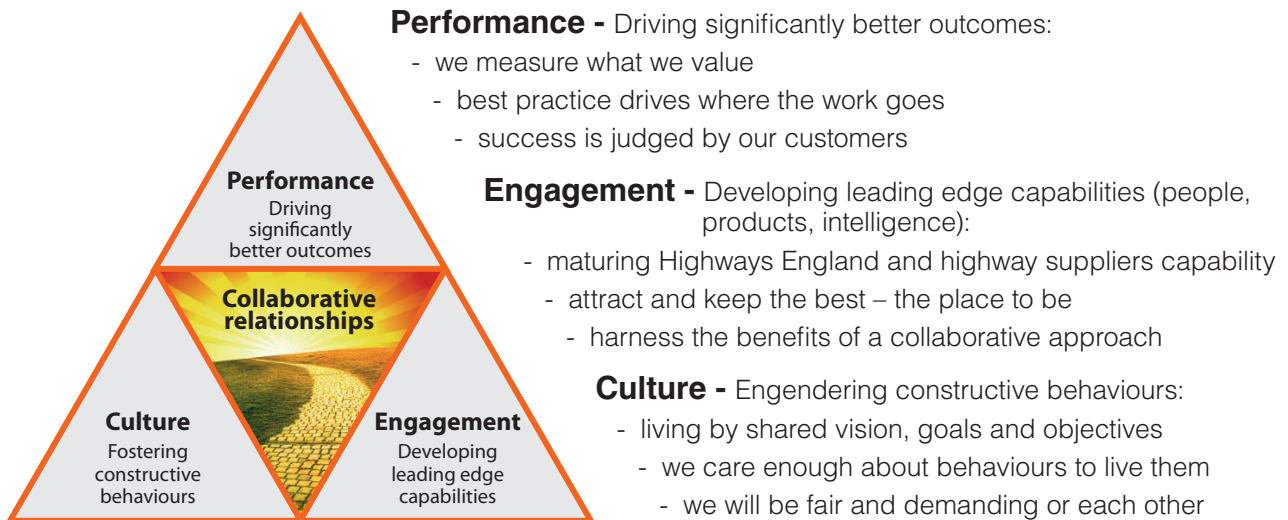 Performance
Driving
significantly
better outcomes
Collaborative
relationships
Culture
Fostering
constructive
behaviours
Engagement
Developing
leading edge
capabilities
Performance - Driving significantly better outcomes:
- we measure what we value
- best practice drives where the work goes
- success is judged by our customers
Engagement - Developing leading edge capabilities (people,
products, intelligence):
- maturing Highways England and highway suppliers capability
- attract and keep the best – the place to be
- harness the benefits of a collaborative approach
Culture - Engendering constructive behaviours:
- living by shared vision, goals and objectives
- we care enough about behaviours to live them
- we will be fair and demanding or each other